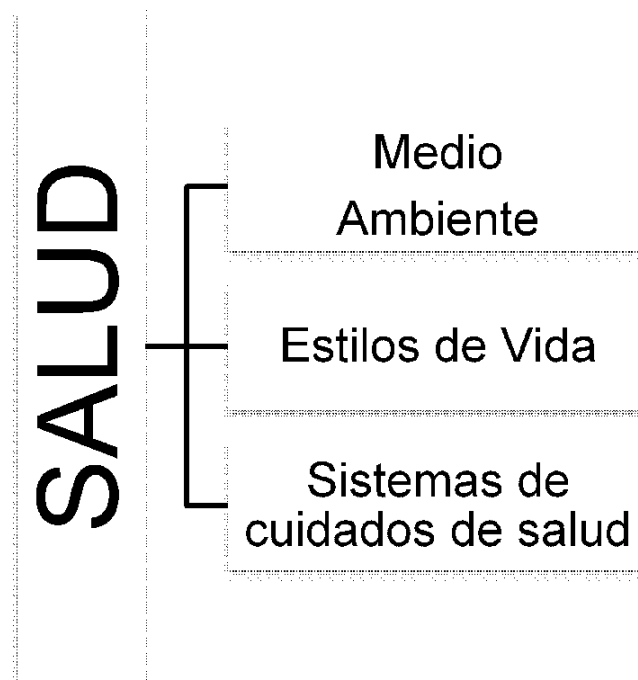 SALUD
Medio
Ambiente
Estilos de Vida
Sistemas de
cuidados de salud